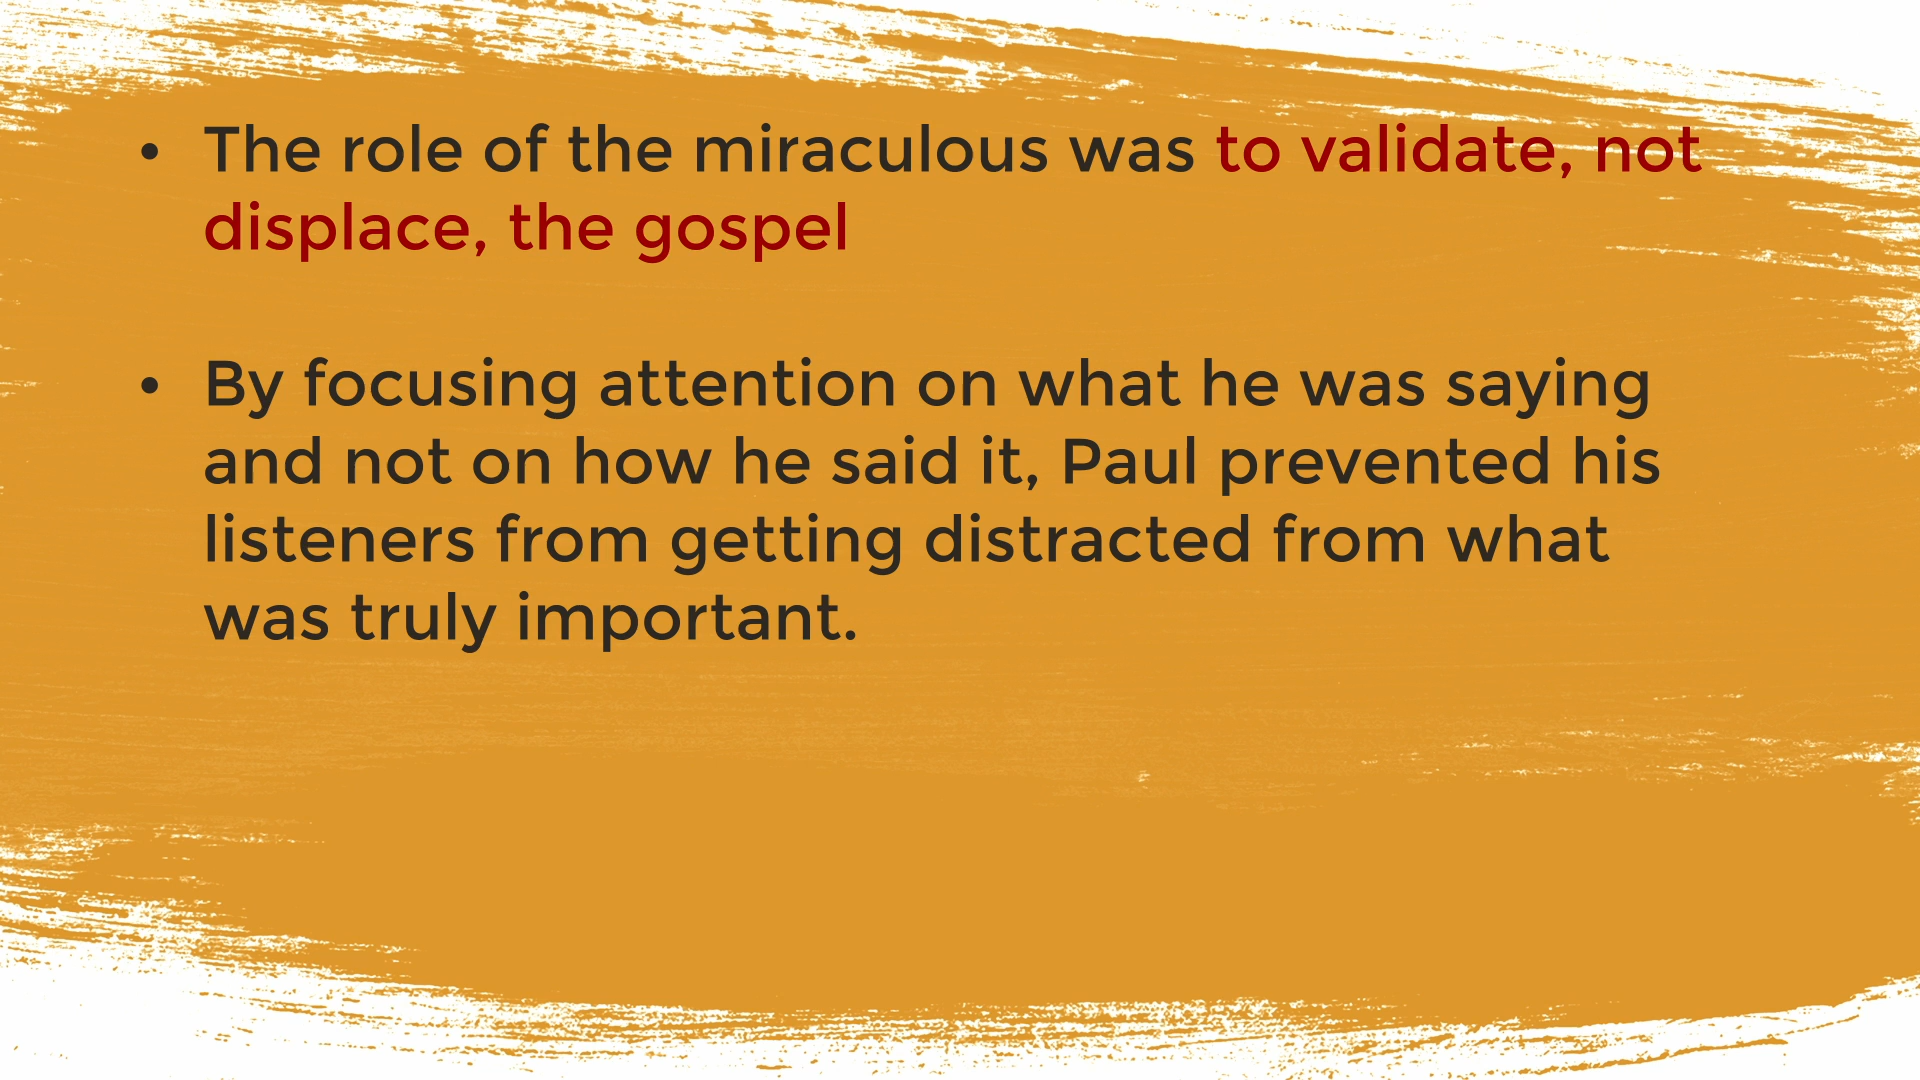 • The role of the miraculous was to validate, not
displace, the gospel
• By focusing attention on what he was saying
and not on how he said it, Paul prevented his
listeners from getting distracted from what
was truly important.